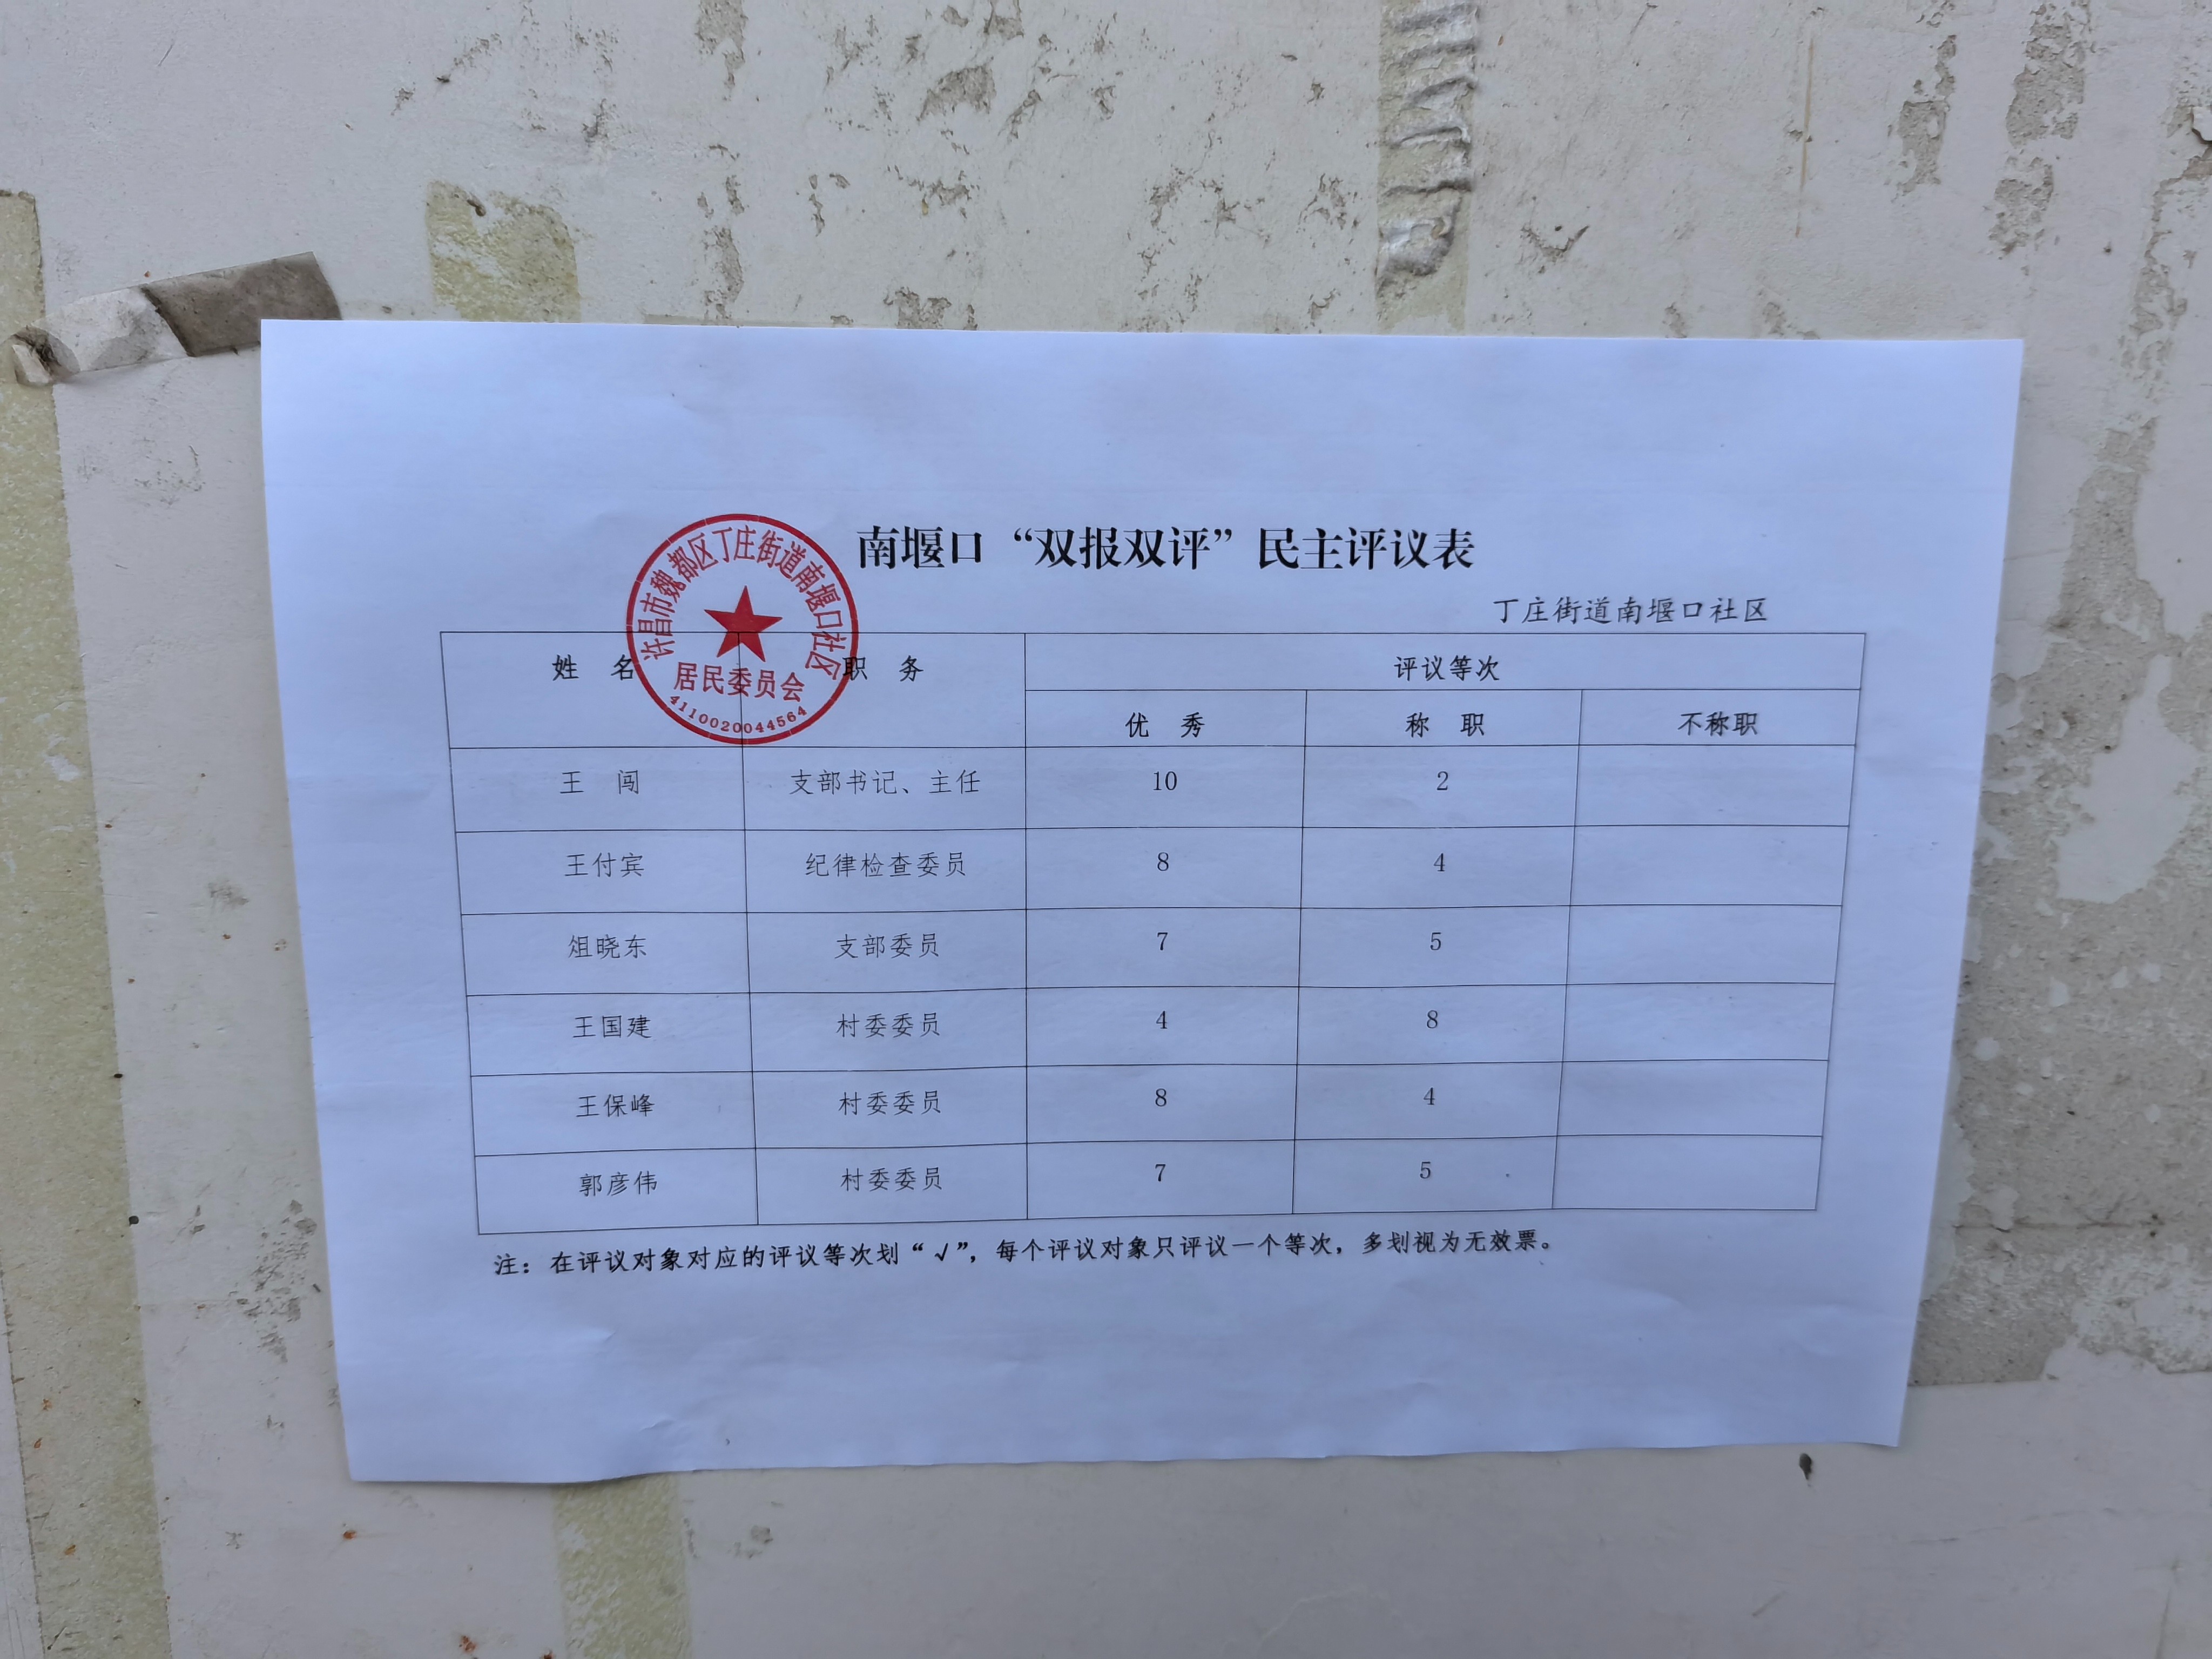 南堰口“双报双评”民主评议表
丁庄街道南堰口社区
许昌市魏都区丁庄街道南堰口社区
居民委员会
4110020044564
姓 名 职 务 评议等次
优 秀 称 职 不称职
王 闯 支部书记、主任 10 2
王付宾 纪律检查委员 8 4
俎晓东 支部委员 7 5
王国建 村委委员 4 8
王保峰 村委委员 8 4
郭彦伟 村委委员 7 5
注：在评议对象对应的评议等次划“√”，每个评议对象只评议一个等次，多划视为无效票。